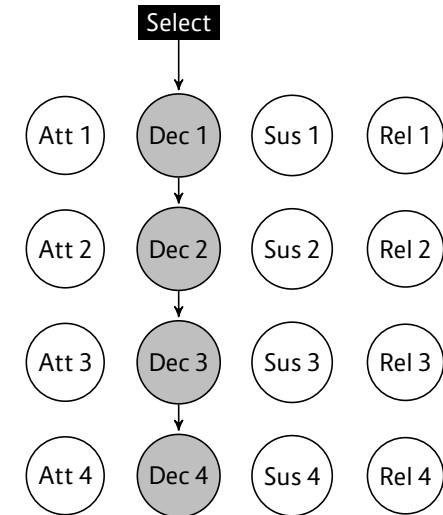 Select
Att 1 Dec 1 Sus 1 Rel 1
Att 2 Dec 2 Sus 2 Rel 2
Att 3 Dec 3 Sus 3 Rel 3
Att 4 Dec 4 Sus 4 Rel 4